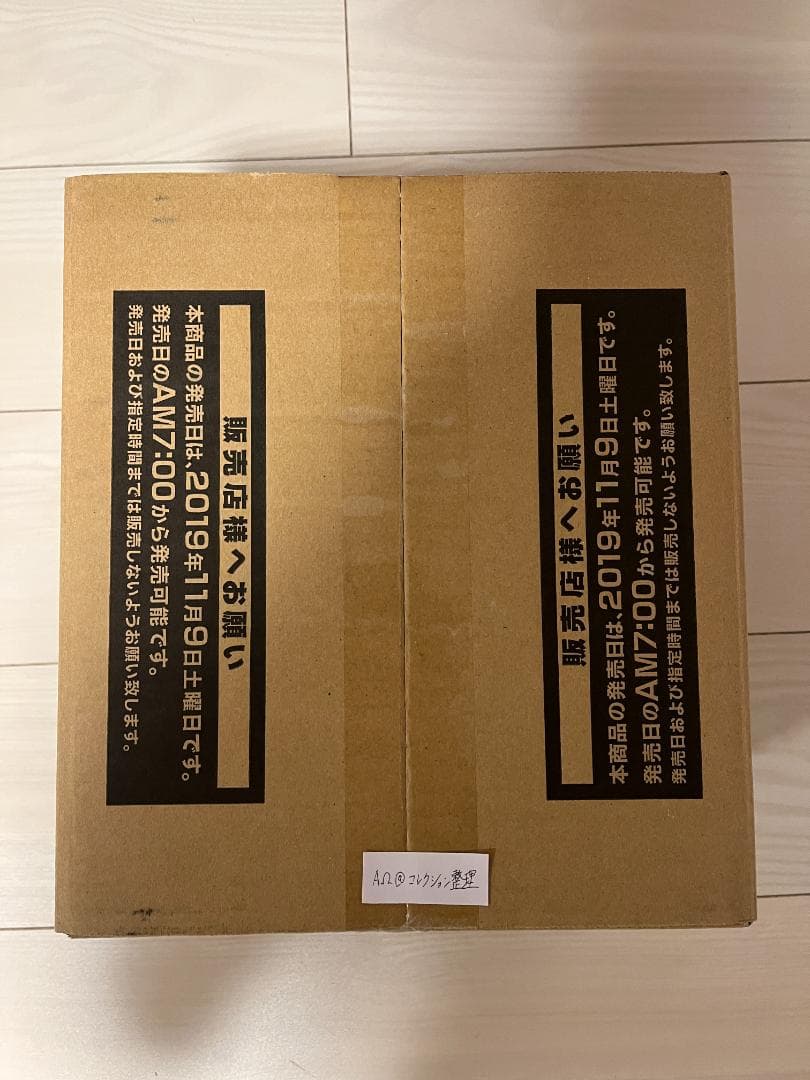 販売店様へお願い
本商品の発売日は、2019年11月9日土曜日です。
発売日のAM7:00から発売可能です。
発売日および指定時間までは販売しないようお願い致します。
販売店様へお願い
本商品の発売日は、2019年11月9日土曜日です。
発売日のAM7:00から発売可能です。
発売日および指定時間までは販売しないようお願い致します。
AΩ@コレクション整理